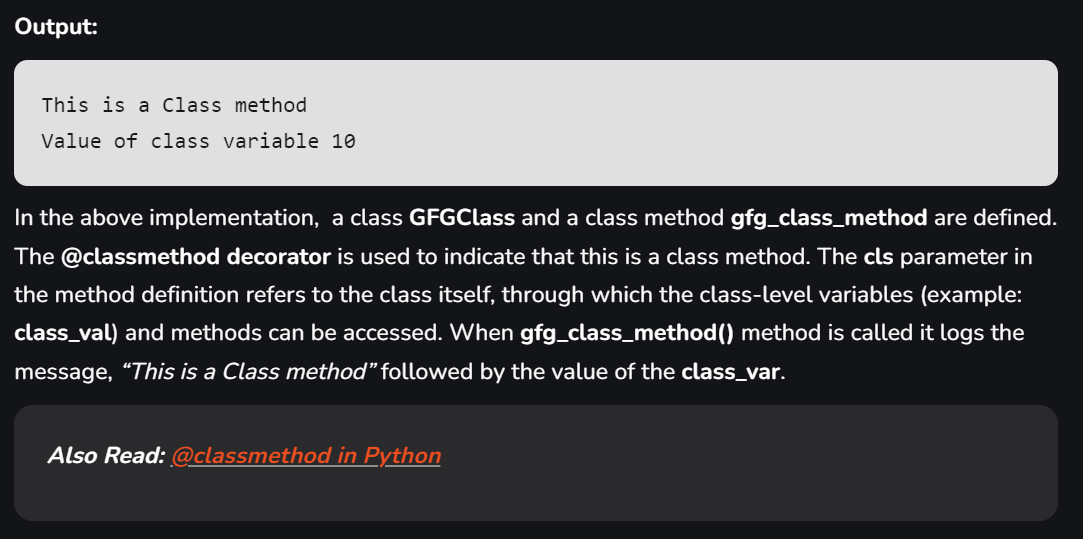 Output:
This is a Class method
Value of class variable 10
In the above implementation,  a class GFGClass and a class method gfg_class_method are defined.
The @classmethod decorator is used to indicate that this is a class method. The cls parameter in
the method definition refers to the class itself, through which the class-level variables (example:
class_val) and methods can be accessed. When gfg_class_method() method is called it logs the
message, “This is a Class method” followed by the value of the class_var.
Also Read: @classmethod in Python